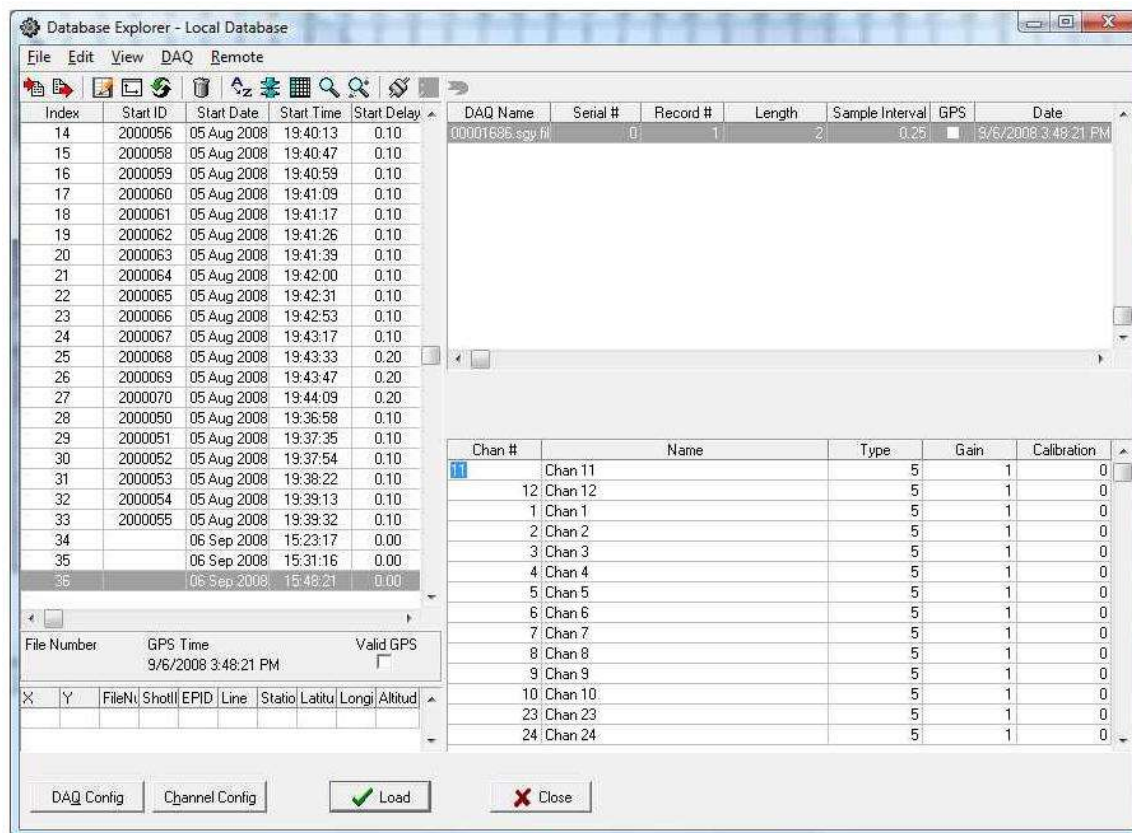 Database Explorer - Local Database
File Edit View DAQ Remote
Index Start ID Start Date Start Time Start Delay
14 2000056 05 Aug 2008 19:40:13 0.10
15 2000058 05 Aug 2008 19:40:47 0.10
16 2000059 05 Aug 2008 19:40:59 0.10
17 2000060 05 Aug 2008 19:41:09 0.10
18 2000061 05 Aug 2008 19:41:17 0.10
19 2000062 05 Aug 2008 19:41:26 0.10
20 2000063 05 Aug 2008 19:41:39 0.10
21 2000064 05 Aug 2008 19:42:00 0.10
22 2000065 05 Aug 2008 19:42:31 0.10
23 2000066 05 Aug 2008 19:42:53 0.10
24 2000067 05 Aug 2008 19:43:17 0.10
25 2000068 05 Aug 2008 19:43:33 0.20
26 2000069 05 Aug 2008 19:43:47 0.20
27 2000070 05 Aug 2008 19:44:09 0.20
28 2000050 05 Aug 2008 19:36:58 0.10
29 2000051 05 Aug 2008 19:37:35 0.10
30 2000052 05 Aug 2008 19:37:54 0.10
31 2000053 05 Aug 2008 19:38:22 0.10
32 2000054 05 Aug 2008 19:39:13 0.10
33 2000055 05 Aug 2008 19:39:32 0.10
34 06 Sep 2008 15:23:17 0.00
35 06 Sep 2008 15:31:16 0.00
36 06 Sep 2008 15:48:21 0.00
File Number GPS Time Valid GPS
9/6/2008 3:48:21 PM
X Y FileNu ShotII EPID Line Statio Latitu Longi Altitud
DAQ Name Serial # Record # Length Sample Interval GPS Date
00001686.sgy.fil 0 1 2 0.25 9/6/2008 3:48:21 PM
Chan # Name Type Gain Calibration
11 Chan 11 5 1 0
12 Chan 12 5 1 0
1 Chan 1 5 1 0
2 Chan 2 5 1 0
3 Chan 3 5 1 0
4 Chan 4 5 1 0
5 Chan 5 5 1 0
6 Chan 6 5 1 0
7 Chan 7 5 1 0
8 Chan 8 5 1 0
9 Chan 9 5 1 0
10 Chan 10 5 1 0
23 Chan 23 5 1 0
24 Chan 24 5 1 0
DAQ Config Channel Config Load Close